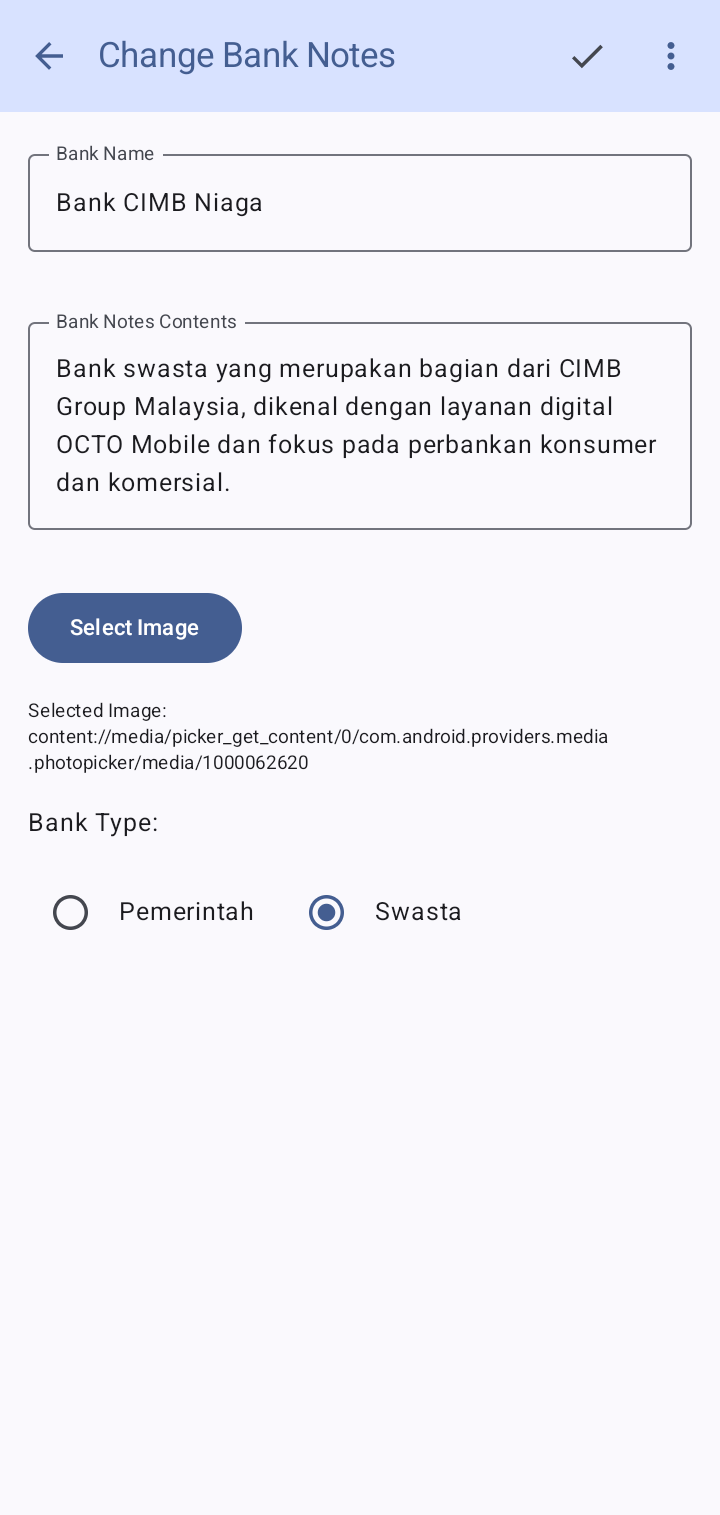 Change Bank Notes
Bank Name
Bank CIMB Niaga
Bank Notes Contents
Bank swasta yang merupakan bagian dari CIMB
Group Malaysia, dikenal dengan layanan digital
OCTO Mobile dan fokus pada perbankan konsumer
dan komersial.
Select Image
Selected Image:
content://media/picker_get_content/0/com.android.providers.media
.photopicker/media/1000062620
Bank Type:
Pemerintah Swasta